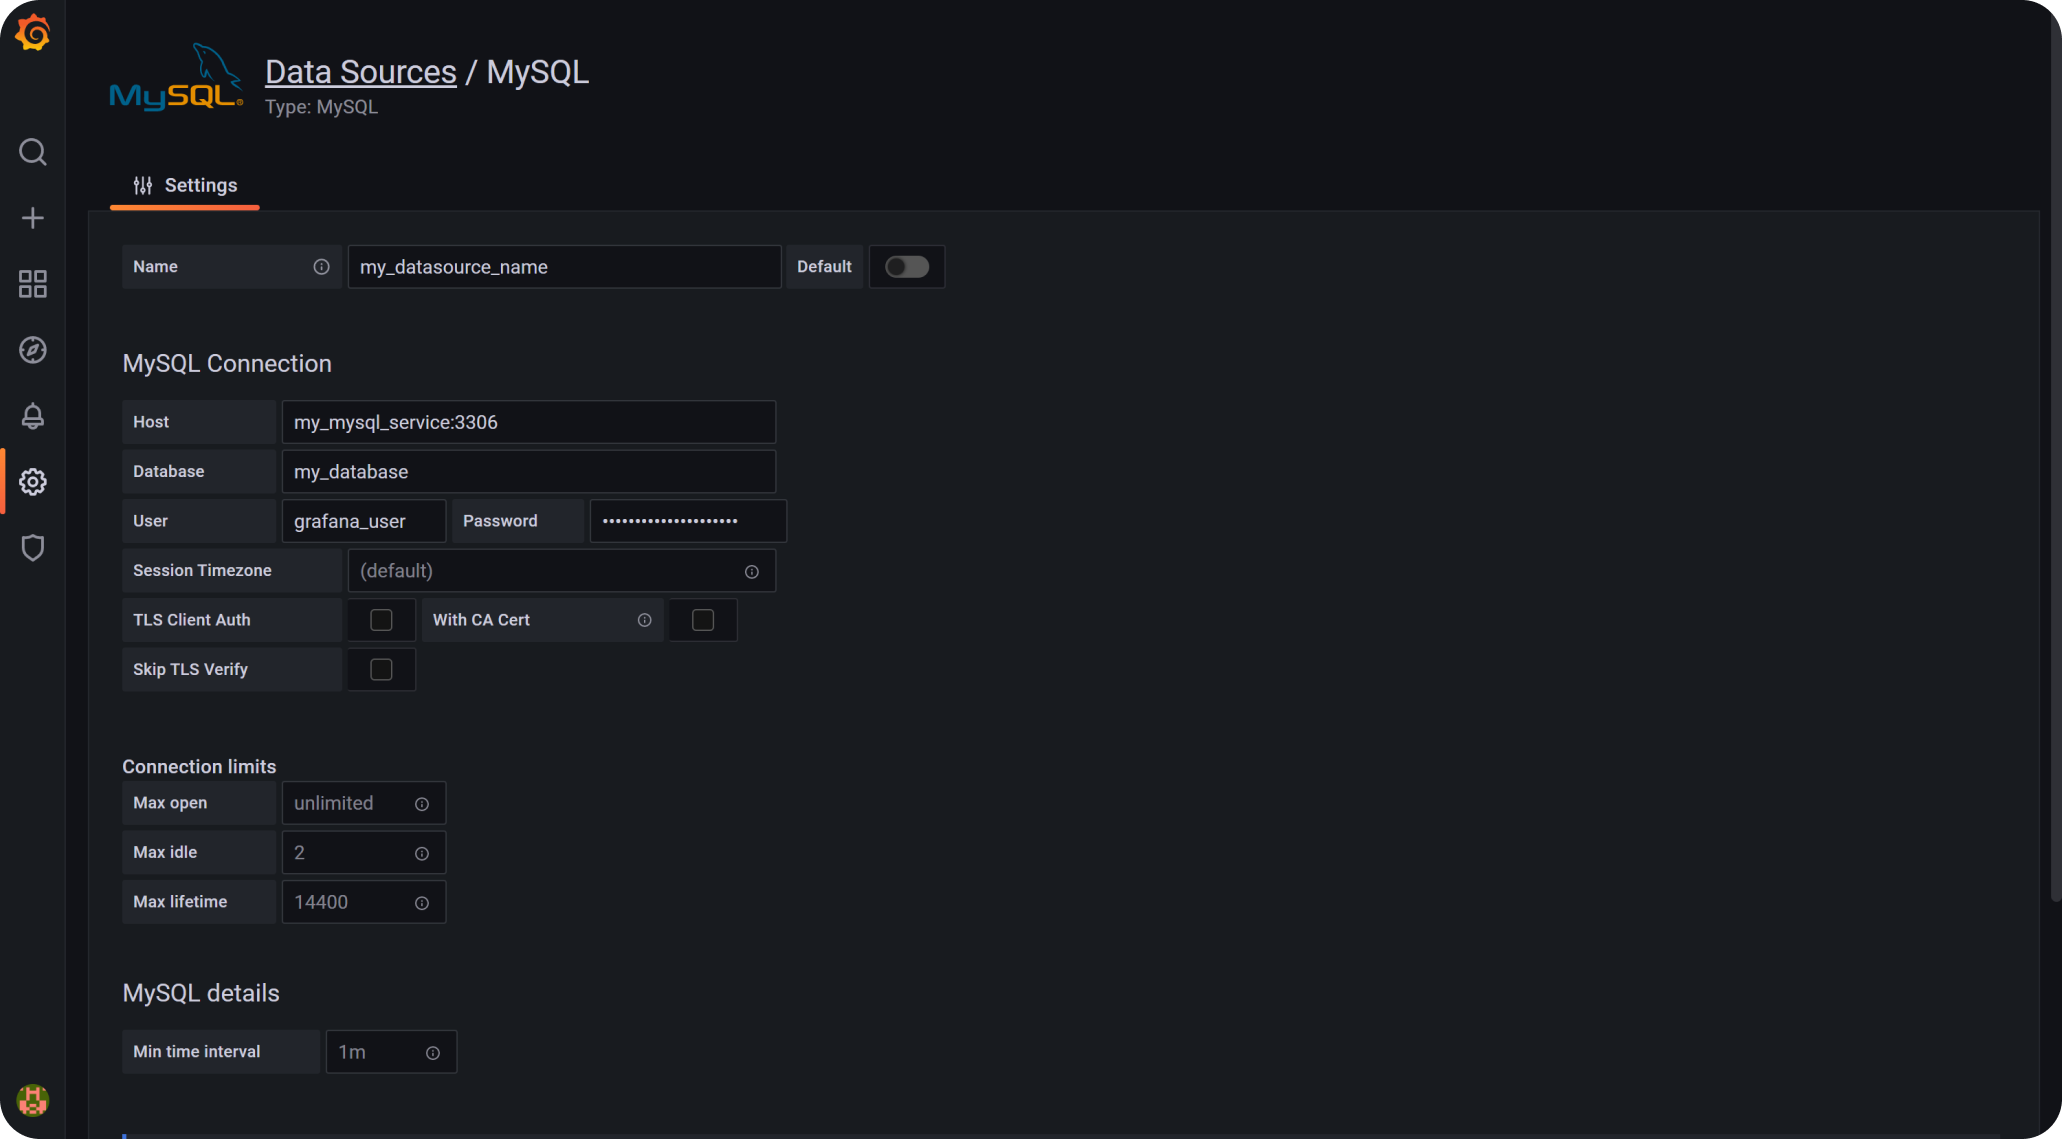 MySQL®
Data Sources / MySQL
Type: MySQL
Settings
Name my_datasource_name Default
MySQL Connection
Host my_mysql_service:3306
Database my_database
User grafana_user Password •••••••••••••••••••••
Session Timezone (default)
TLS Client Auth With CA Cert
Skip TLS Verify
Connection limits
Max open unlimited
Max idle 2
Max lifetime 14400
MySQL details
Min time interval 1m